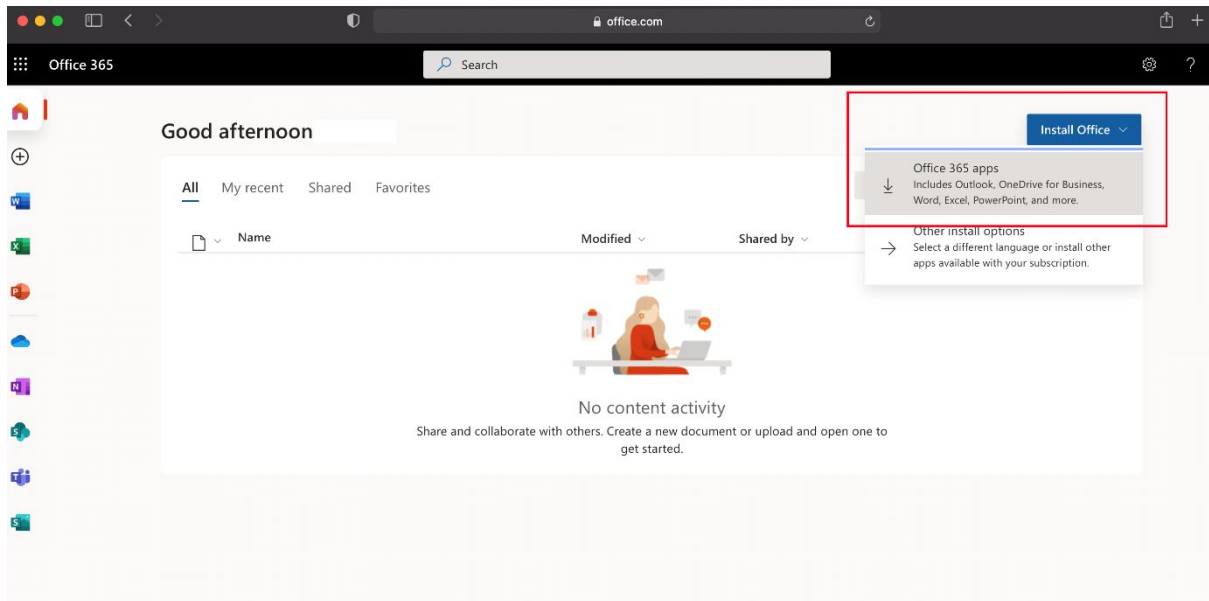 office.com
Office 365
Search
Good afternoon
Install Office
Office 365 apps
Includes Outlook, OneDrive for Business,
Word, Excel, PowerPoint, and more.
All My recent Shared Favorites
Other install options
Select a different language or install other
apps available with your subscription.
Name Modified Shared by
No content activity
Share and collaborate with others. Create a new document or upload and open one to
get started.